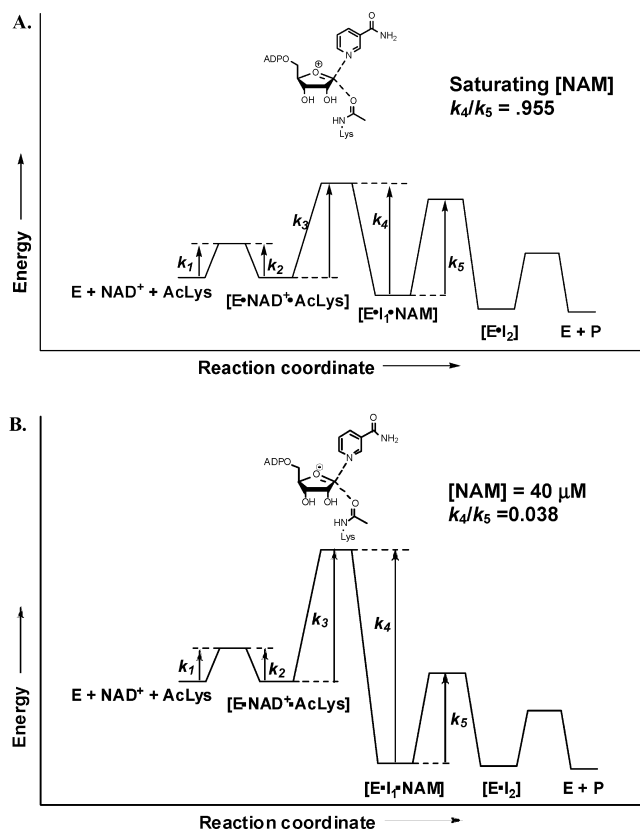 A.
O
NH₂
N
ADPO
O
⊕
OH OH
O
HN
Lys
Saturating [NAM]
k₄/k₅ = .955
Energy
k₁
k₂
k₃
k₄
k₅
E + NAD⁺ + AcLys
[E•NAD⁺•AcLys]
[E•I₁•NAM]
[E•I₂]
E + P
Reaction coordinate
B.
O
NH₂
N
ADPO
O
OH OH
O
HN
Lys
[NAM] = 40 μM
k₄/k₅ =0.038
Energy
k₁
k₂
k₃
k₄
k₅
E + NAD⁺ + AcLys
[E•NAD⁺•AcLys]
[E•I₁•NAM]
[E•I₂]
E + P
Reaction coordinate